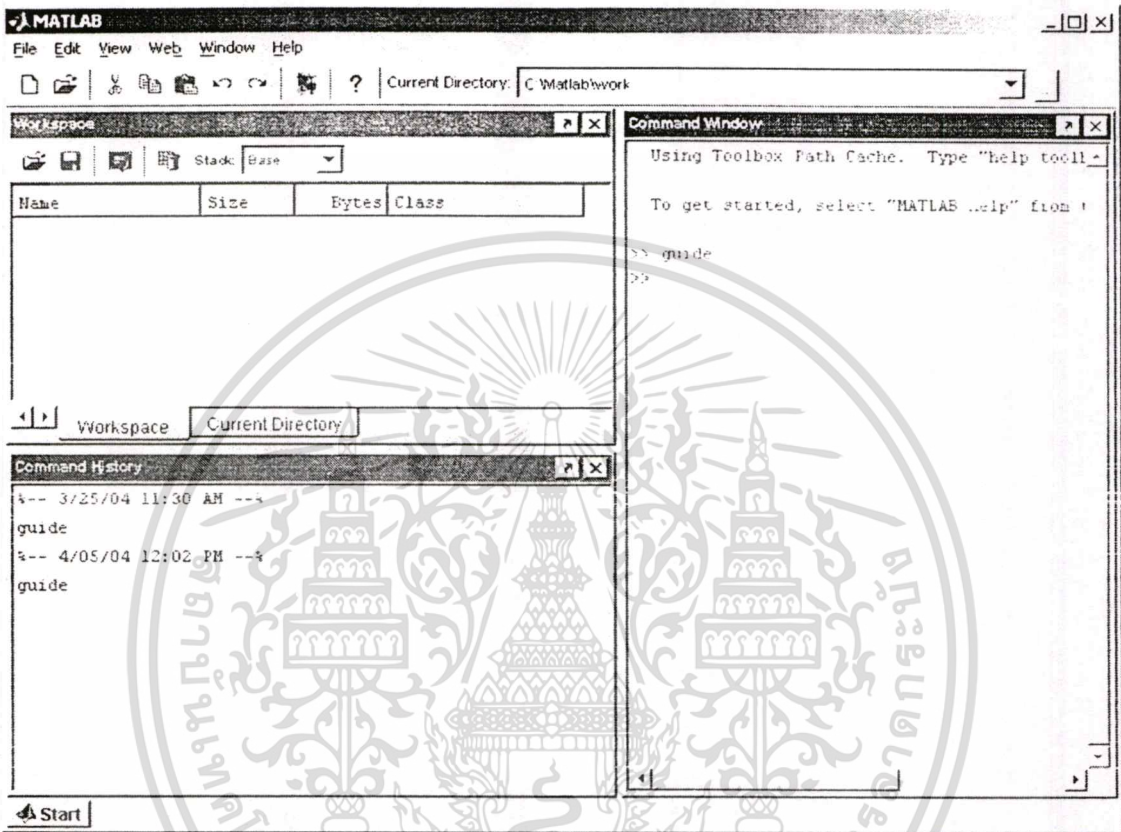 MATLAB
File Edit View Web Window Help
? Current Directory: C:\Matlab\work
Workspace
Stack: Base
Name Size Bytes Class
Workspace Current Directory
Command History
%-- 3/25/04 11:30 AM --%
guide
%-- 4/05/04 12:02 PM --%
guide
Start
Command Window
Using Toolbox Path Cache. Type "help
To get started, select "MATLAB from
>> guide
>>